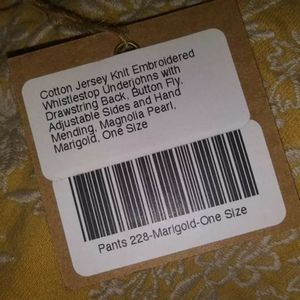 Cotton Jersey Knit Embroidered
Whistlestop Underjohns with
Drawstring Back, Button Fly,
Adjustable Sides and Hand
Mending, Magnolia Pearl,
Marigold, One Size
Pants 228-Marigold-One Size